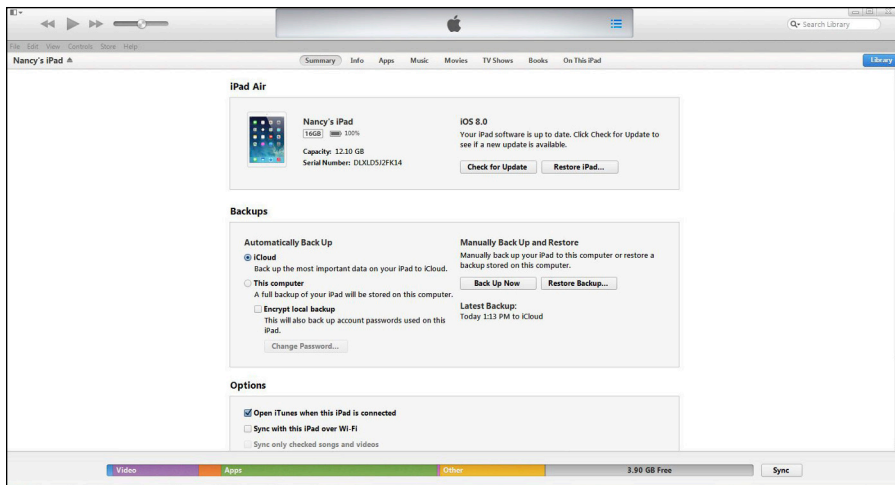 Search Library
File Edit View Controls Store Help
Nancy's iPad
Summary Info Apps Music Movies TV Shows Books On This iPad
Library
iPad Air
Nancy's iPad
16GB 100%
Capacity: 12.10 GB
Serial Number: DLXLD5J2FK14
iOS 8.0
Your iPad software is up to date. Click Check for Update to
see if a new update is available.
Check for Update Restore iPad...
Backups
Automatically Back Up
iCloud
Back up the most important data on your iPad to iCloud.
This computer
A full backup of your iPad will be stored on this computer.
Encrypt local backup
This will also back up account passwords used on this
iPad.
Change Password...
Manually Back Up and Restore
Manually back up your iPad to this computer or restore a
backup stored on this computer.
Back Up Now Restore Backup...
Latest Backup:
Today 1:13 PM to iCloud
Options
Open iTunes when this iPad is connected
Sync with this iPad over Wi-Fi
Sync only checked songs and videos
Video Apps Other 3.90 GB Free Sync